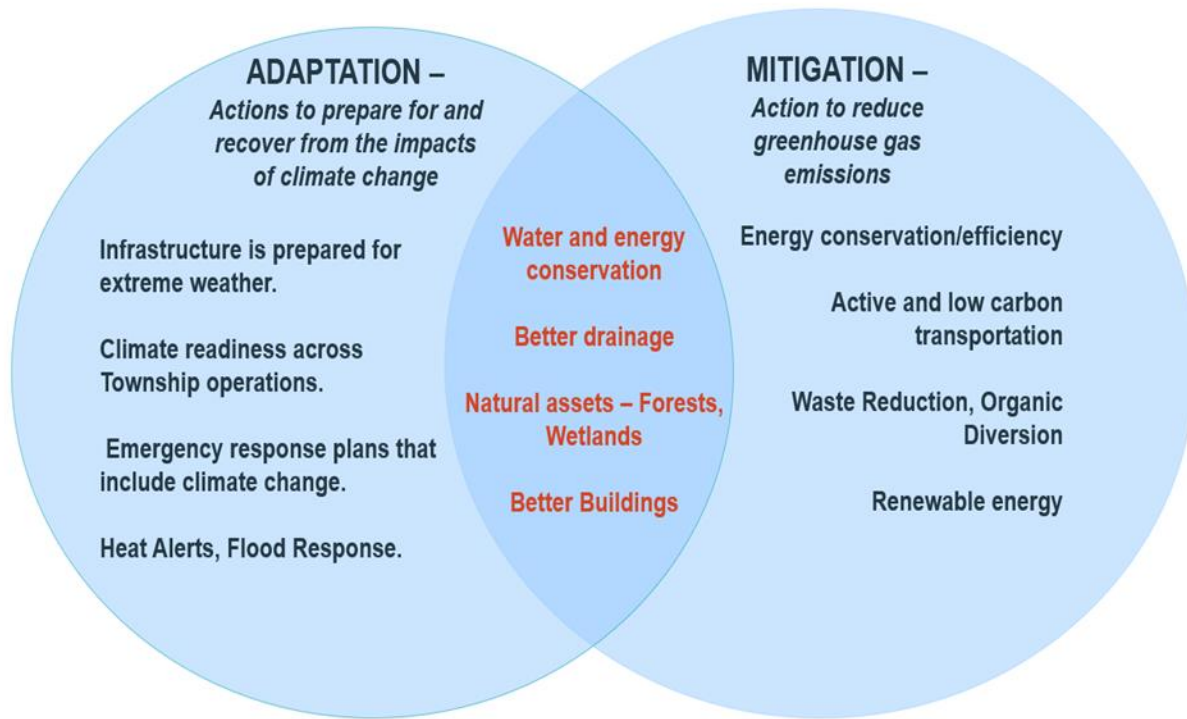 ADAPTATION –
Actions to prepare for and
recover from the impacts
of climate change
Infrastructure is prepared for
extreme weather.
Climate readiness across
Township operations.
Emergency response plans that
include climate change.
Heat Alerts, Flood Response.
Water and energy
conservation
Better drainage
Natural assets – Forests,
Wetlands
Better Buildings
MITIGATION –
Action to reduce
greenhouse gas
emissions
Energy conservation/efficiency
Active and low carbon
transportation
Waste Reduction, Organic
Diversion
Renewable energy